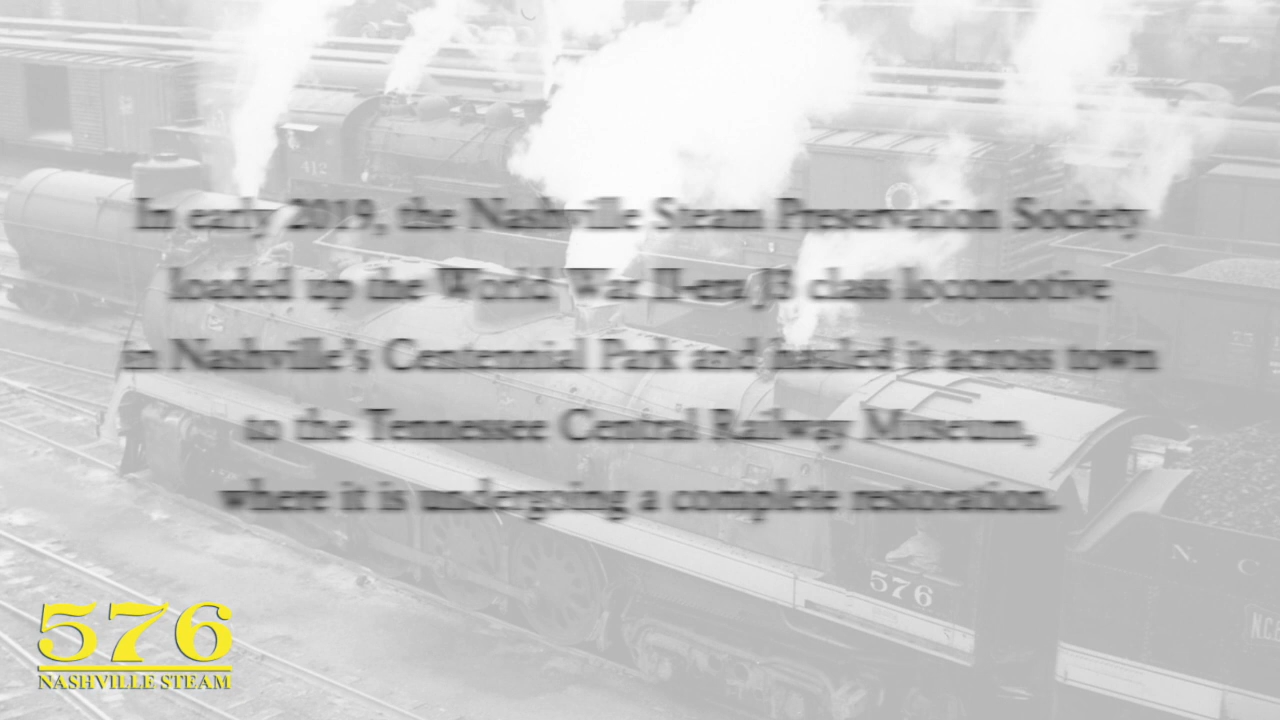 412
In early 2019, the Nashville Steam Preservation Society
loaded up the World War II-era J3 class locomotive
in Nashville's Centennial Park and hauled it across town
to the Tennessee Central Railway Museum,
where it is undergoing a complete restoration.
576
N. C
576
NASHVILLE STEAM